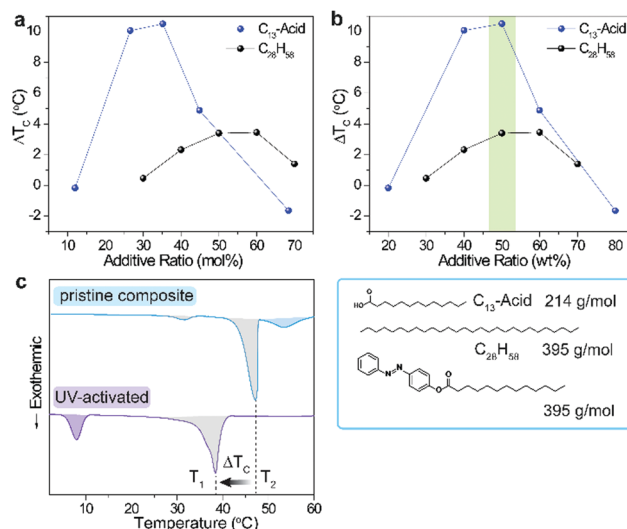 a
C₁₃-Acid
C₂₈H₅₈
ΔT_C (°C)
10
8
6
4
2
0
-2
10 20 30 40 50 60 70
Additive Ratio (mol%)
b
C₁₃-Acid
C₂₈H₅₈
ΔT_C (°C)
10
8
6
4
2
0
-2
20 30 40 50 60 70 80
Additive Ratio (wt%)
c
pristine composite
UV-activated
← Exothermic
T₁ ΔT_C T₂
10 20 30 40 50 60
Temperature (°C)
O
HO
C₁₃-Acid 214 g/mol
C₂₈H₅₈ 395 g/mol
N
N
O
O
395 g/mol